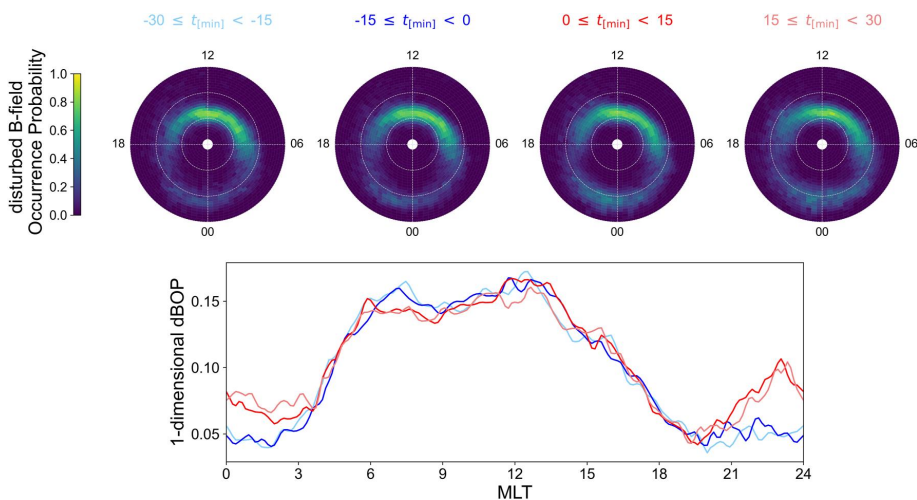 -30 ≤ t[min] < -15
-15 ≤ t[min] < 0
0 ≤ t[min] < 15
15 ≤ t[min] < 30
disturbed B-field
Occurrence Probability
1.0
0.8
0.6
0.4
0.2
0.0
12
18
06
00
12
18
06
00
12
18
06
00
12
18
06
00
1-dimensional dBOP
0.15
0.10
0.05
0 3 6 9 12 15 18 21 24
MLT